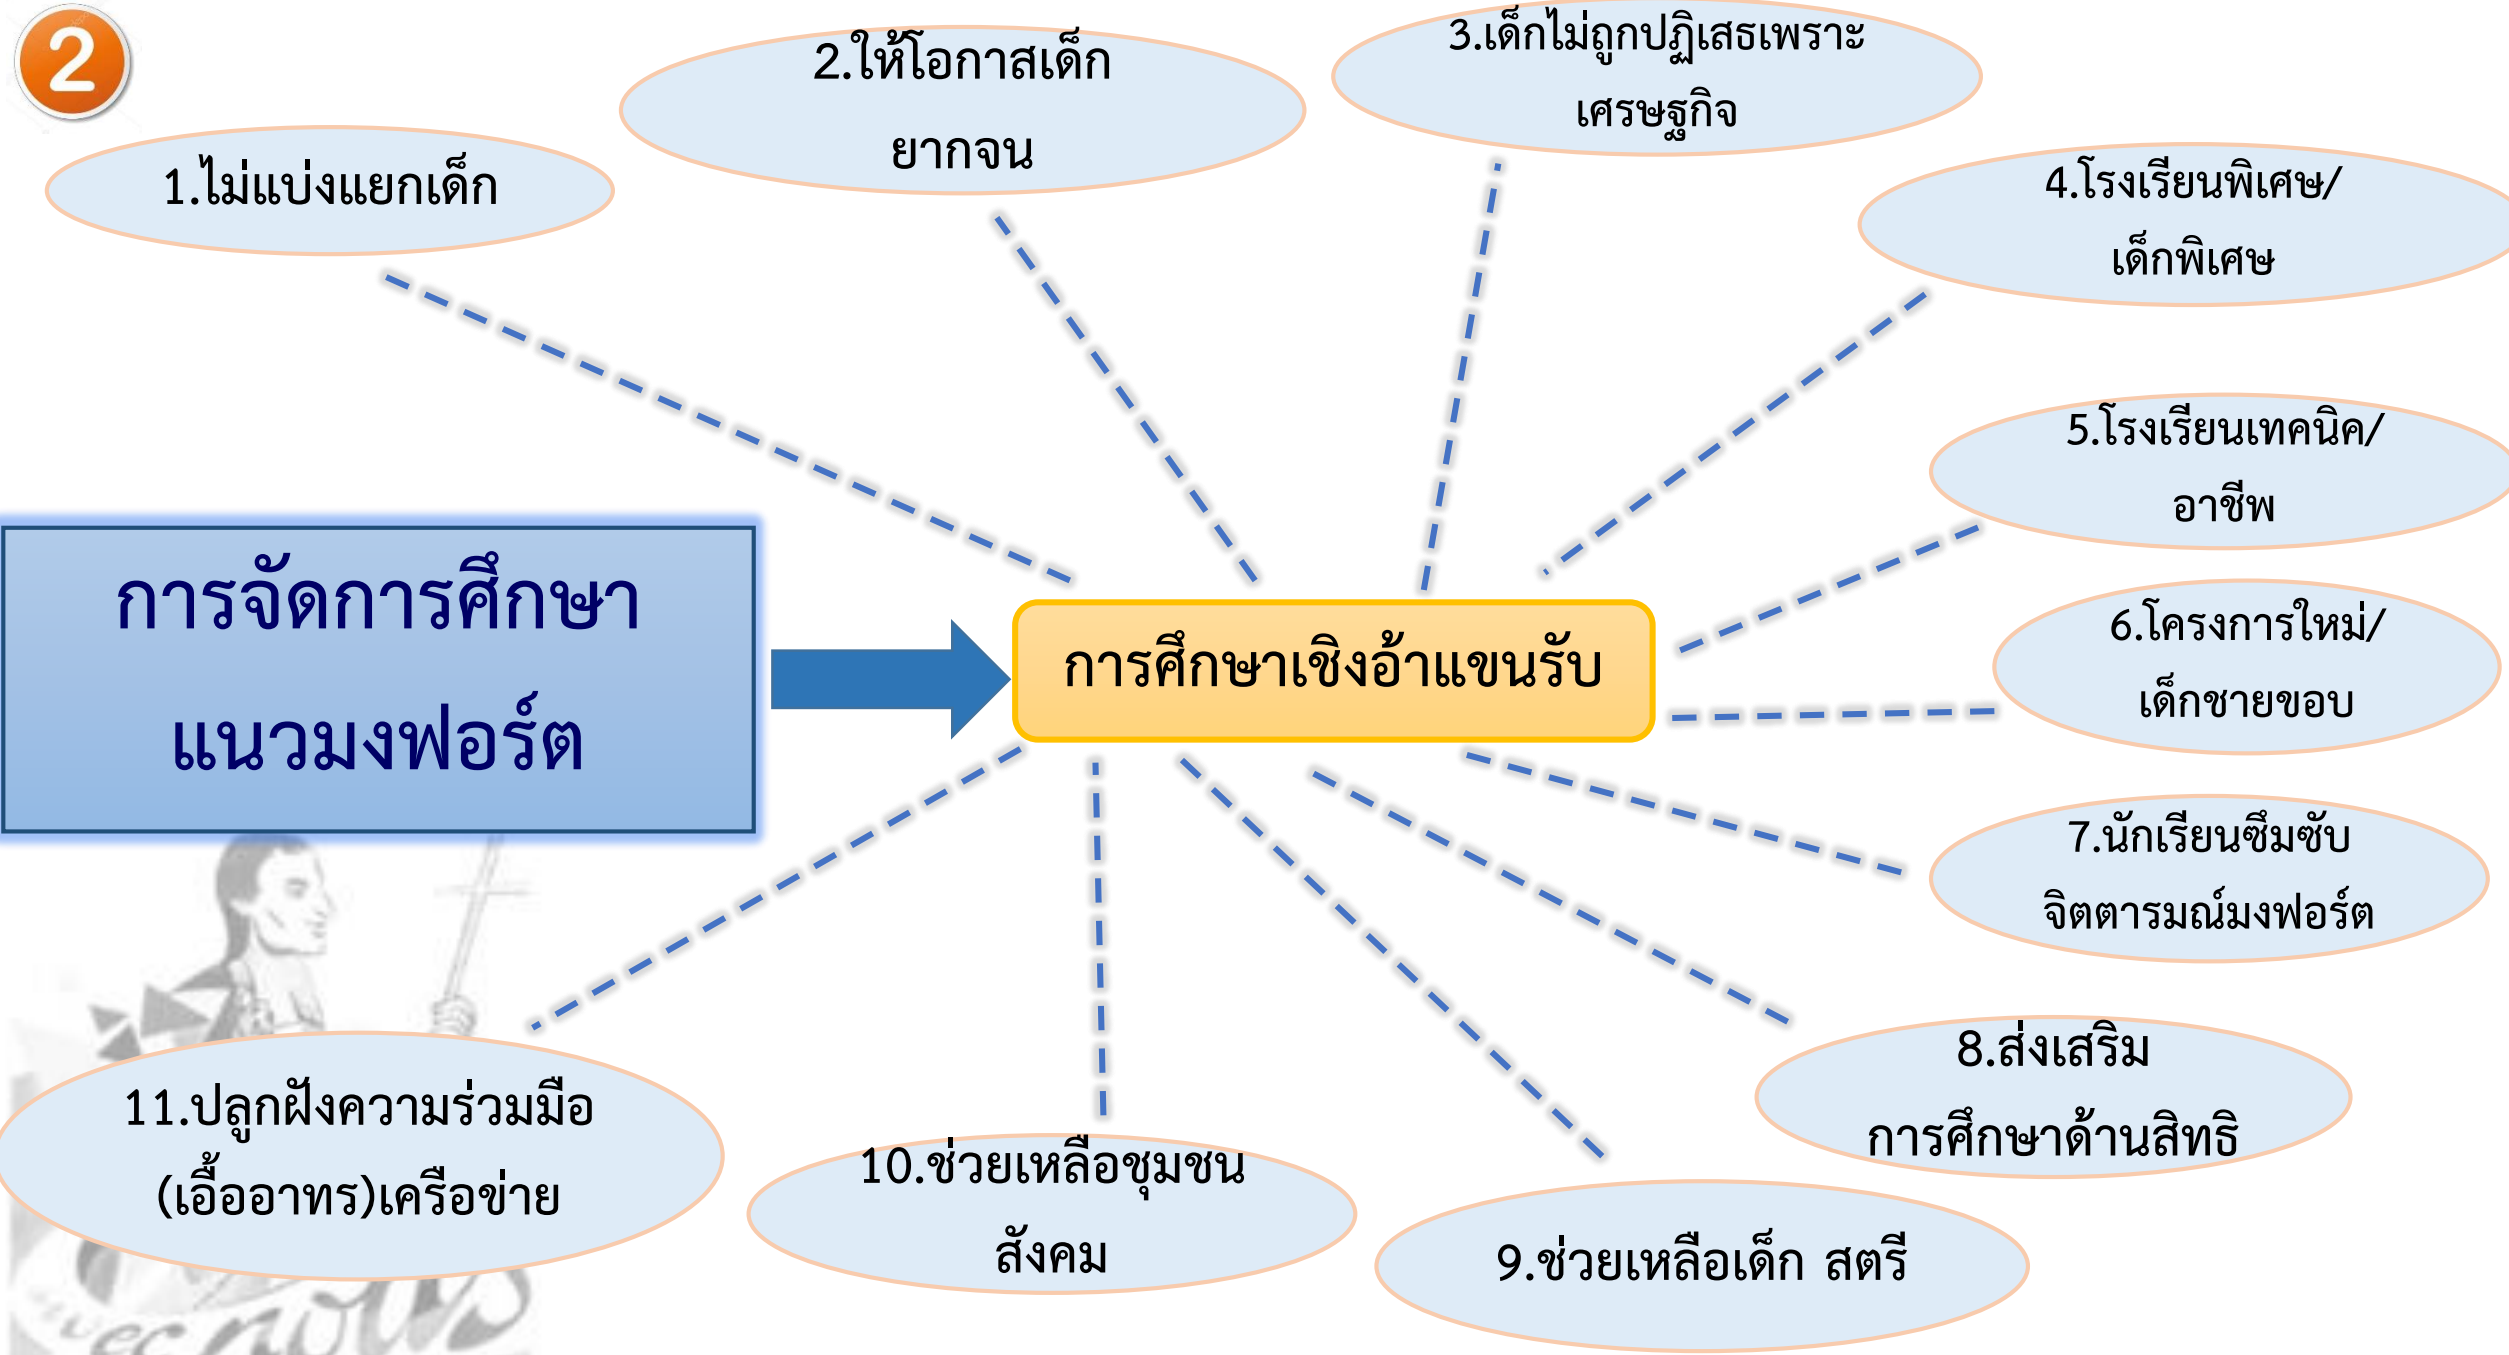 2
1.ไม่แบ่งแยกเด็ก
2.ให้โอกาสเด็ก
ยากจน
3.เด็กไม่ถูกปฏิเสธเพราะ
เศรษฐกิจ
4.โรงเรียนพิเศษ/
เด็กพิเศษ
5.โรงเรียนเทคนิค/
อาชีพ
6.โครงการใหม่/
เด็กชายขอบ
7.นักเรียนซึมซับ
จิตตารมณ์มงฟอร์ต
8.ส่งเสริม
การศึกษาด้านสิทธิ
9.ช่วยเหลือเด็ก สตรี
10.ช่วยเหลือชุมชน
สังคม
11.ปลูกฝังความร่วมมือ
(เอื้ออาทร)เครือข่าย
การจัดการศึกษา
แนวมงฟอร์ต
การศึกษาเชิงอ้าแขนรับ